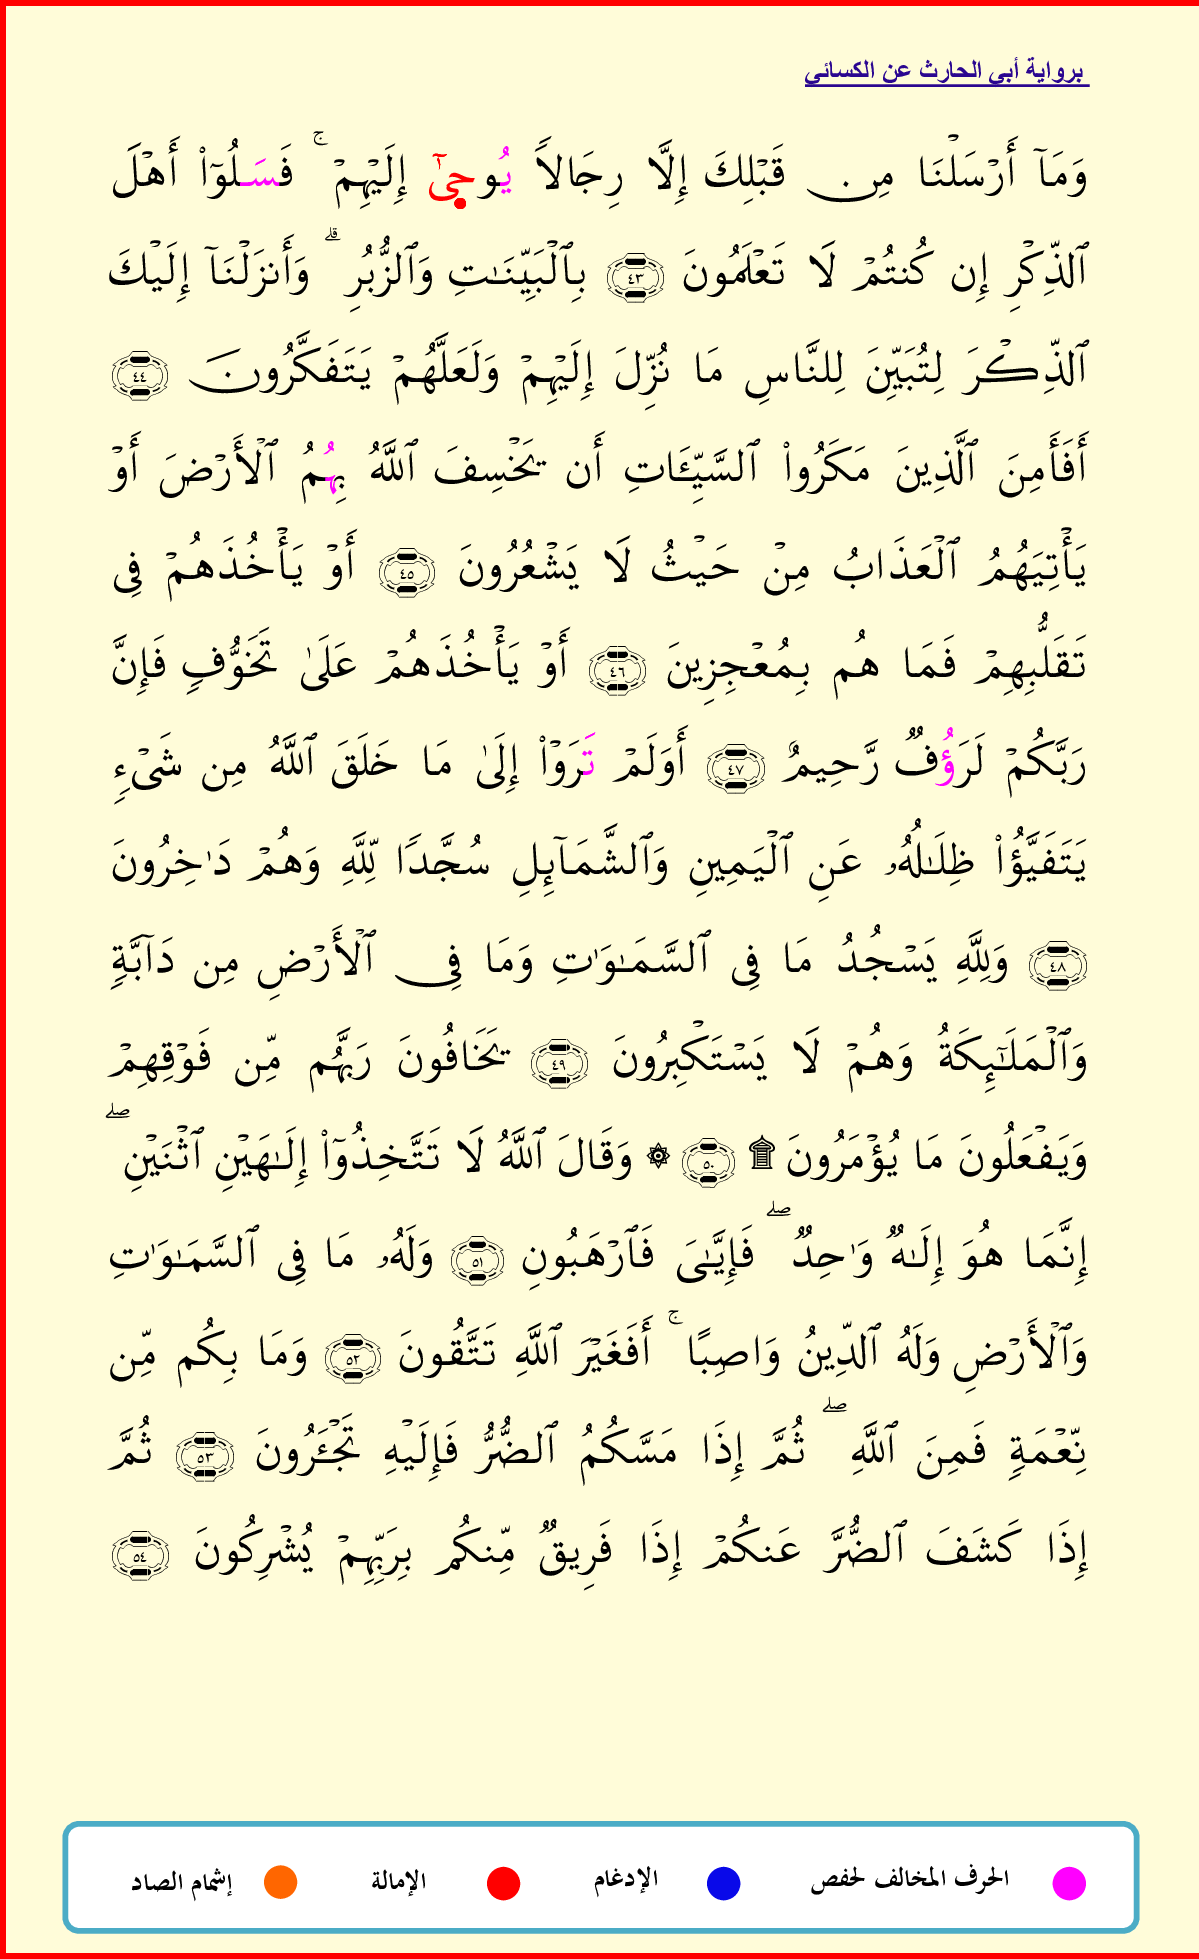 برواية أبي الحارث عن الكسائي
وَمَآ أَرۡسَلۡنَا مِن قَبۡلِكَ إِلَّا رِجَالٗا يُوحِيٓ إِلَيۡهِمۡۖ فَسَلُوٓاْ أَهۡلَ
ٱلذِّكۡرِ إِن كُنتُمۡ لَا تَعۡلَمُونَ ٤٣ بِٱلۡبَيِّنَٰتِ وَٱلزُّبُرِۗ وَأَنزَلۡنَآ إِلَيۡكَ
ٱلذِّكۡرَ لِتُبَيِّنَ لِلنَّاسِ مَا نُزِّلَ إِلَيۡهِمۡ وَلَعَلَّهُمۡ يَتَفَكَّرُونَ ٤٤
أَفَأَمِنَ ٱلَّذِينَ مَكَرُواْ ٱلسَّيِّـَٔاتِ أَن يَخۡسِفَ ٱللَّهُ بِهُمُ ٱلۡأَرۡضَ أَوۡ
يَأۡتِيَهُمُ ٱلۡعَذَابُ مِنۡ حَيۡثُ لَا يَشۡعُرُونَ ٤٥ أَوۡ يَأۡخُذَهُمۡ فِي
تَقَلُّبِهِمۡ فَمَا هُم بِمُعۡجِزِينَ ٤٦ أَوۡ يَأۡخُذَهُمۡ عَلَىٰ تَخَوُّفٖ فَإِنَّ
رَبَّكُمۡ لَرَؤُفٞ رَّحِيمٌ ٤٧ أَوَلَمۡ تَرَوۡاْ إِلَىٰ مَا خَلَقَ ٱللَّهُ مِن شَيۡءٖ
يَتَفَيَّؤُاْ ظِلَٰلُهُۥ عَنِ ٱلۡيَمِينِ وَٱلشَّمَآئِلِ سُجَّدٗا لِّلَّهِ وَهُمۡ دَٰخِرُونَ
٤٨ وَلِلَّهِ يَسۡجُدُۤ مَا فِي ٱلسَّمَٰوَٰتِ وَمَا فِي ٱلۡأَرۡضِ مِن دَآبَّةٖ
وَٱلۡمَلَٰٓئِكَةُ وَهُمۡ لَا يَسۡتَكۡبِرُونَ ٤٩ يَخَافُونَ رَبَّهُم مِّن فَوۡقِهِمۡ
وَيَفۡعَلُونَ مَا يُؤۡمَرُونَ ۩ ٥٠ ۞ وَقَالَ ٱللَّهُ لَا تَتَّخِذُوٓاْ إِلَٰهَيۡنِ ٱثۡنَيۡنِۖ
إِنَّمَا هُوَ إِلَٰهٞ وَٰحِدٞۖ فَإِيَّٰيَ فَٱرۡهَبُونِ ٥١ وَلَهُۥ مَا فِي ٱلسَّمَٰوَٰتِ
وَٱلۡأَرۡضِ وَلَهُ ٱلدِّينُ وَاصِبًاۚ أَفَغَيۡرَ ٱللَّهِ تَتَّقُونَ ٥٢ وَمَا بِكُم مِّن
نِّعۡمَةٖ فَمِنَ ٱللَّهِۖ ثُمَّ إِذَا مَسَّكُمُ ٱلضُّرُّ فَإِلَيۡهِ تَجۡـَٔرُونَ ٥٣ ثُمَّ
إِذَا كَشَفَ ٱلضُّرَّ عَنكُمۡ إِذَا فَرِيقٞ مِّنكُم بِرَبِّهِمۡ يُشۡرِكُونَ ٥٤
الحرف المخالف لحفص الإدغام الإمالة إشمام الصاد